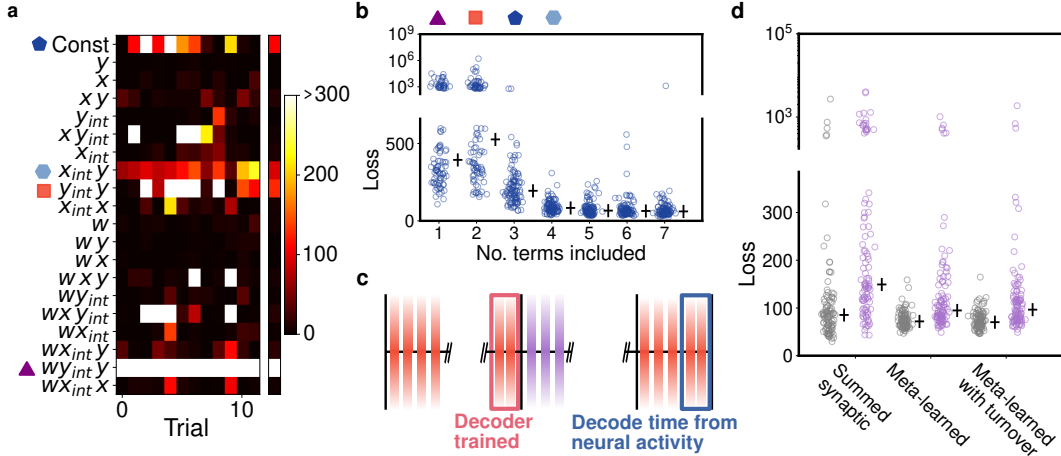 a
Const
y
x
x y
y_int
x y_int
x_int
x_int y
y_int y
x_int x
w
w y
w x
w x y
wy_int
wx y_int
wx_int
wx_int y
wy_int y
wx_int x
0 10
Trial
>300
200
100
0
b
10^9
10^6
10^3
500
0
Loss
1 2 3 4 5 6 7
No. terms included
c
Decoder
trained
Decode time from
neural activity
d
10^5
10^3
300
200
100
0
Loss
Summed
synaptic
Meta-learned
Meta-learned
with turnover